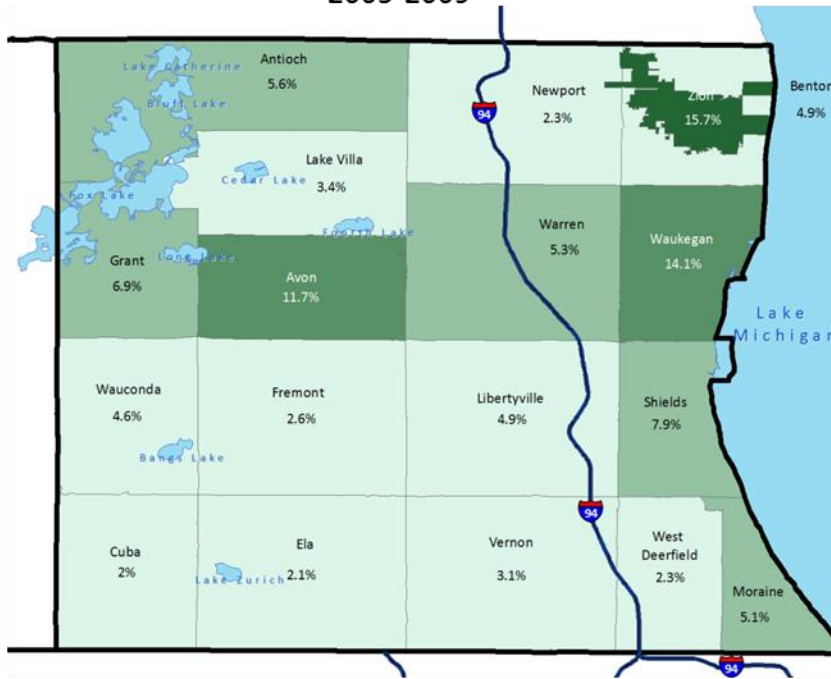 2005-2009
Antioch
5.6%
Lake Catherine
Bluff Lake
Newport
2.3%
94
Zion
15.7%
Benton
4.9%
Lake Villa
3.4%
Cedar Lake
Fox Lake
Fourth Lake
Grant
6.9%
Long Lake
Avon
11.7%
Warren
5.3%
Waukegan
14.1%
Lake
Michigan
Wauconda
4.6%
Bangs Lake
Fremont
2.6%
Libertyville
4.9%
Shields
7.9%
94
Cuba
2%
Ela
2.1%
Lake Zurich
Vernon
3.1%
West
Deerfield
2.3%
Moraine
5.1%
94